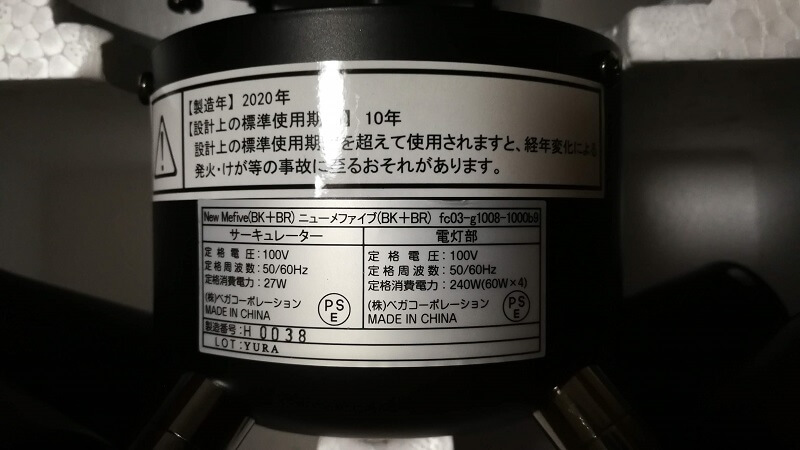 【製造年】2020年
【設計上の標準使用期 】10年
設計上の標準使用期 を超えて使用されますと、経年変化による
発火・けが等の事故に至るおそれがあります。
New Mefive(BK+BR) ニューメファイブ(BK+BR) fc03-g1008-1000b9
サーキュレーター
定格電圧:100V
定格周波数:50/60Hz
定格消費電力:27W
(株)ベガコーポレーション
MADE IN CHINA
PS
E
電灯部
定格電圧:100V
定格周波数:50/60Hz
定格消費電力:240W(60W×4)
(株)ベガコーポレーション
MADE IN CHINA
PS
E
製造番号:H 0038
LOT:YURA